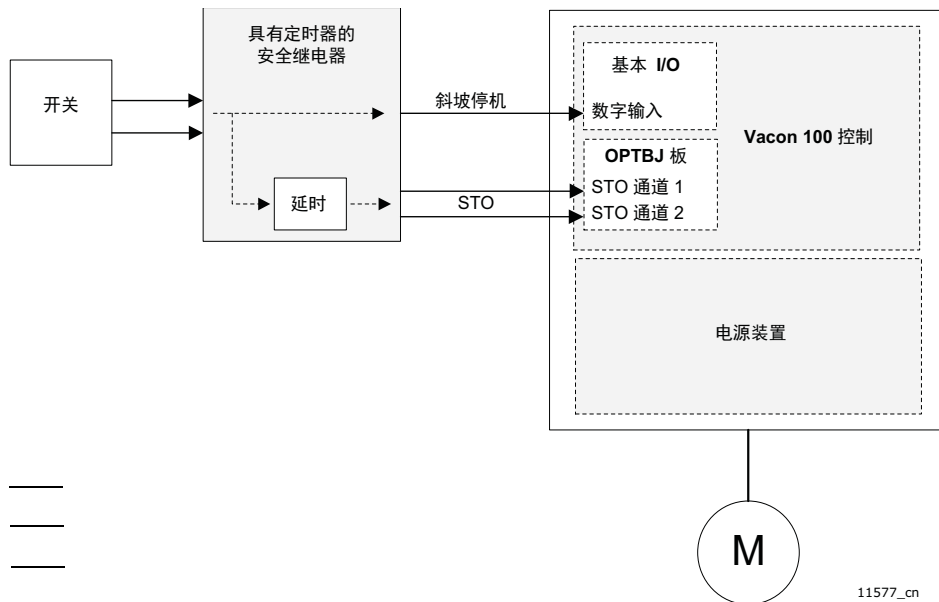 开关
具有定时器的
安全继电器
延时
斜坡停机
STO
基本 I/O
数字输入
OPTBJ 板
STO 通道 1
STO 通道 2
Vacon 100 控制
电源装置
M
11577_cn